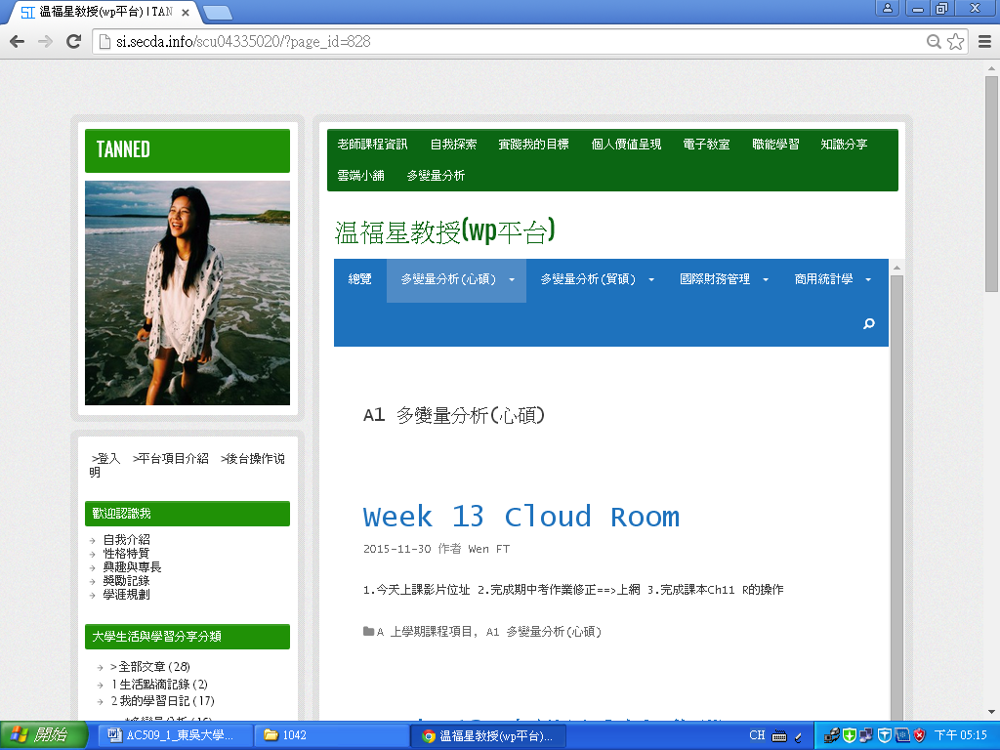 温福星教授(wp平台) | TAN
si.secda.info/scu04335020/?page_id=828
TANNED
>登入 >平台項目介紹 >後台操作说
明
歡迎認識我
自我介紹
性格特質
興趣與專長
獎勵記錄
學涯規劃
大學生活與學習分享分類
> 全部文章 (28)
1 生活點滴記錄 (2)
2 我的學習日記 (17)
老師課程資訊 自我探索 實踐我的目標 個人價值呈現 電子教室 職能學習 知識分享
雲端小舖 多變量分析
温福星教授(wp平台)
總覽 多變量分析(心碩) 多變量分析(貿碩) 國際財務管理 商用統計學
A1 多變量分析(心碩)
Week 13 Cloud Room
2015-11-30 作者 Wen FT
1.今天上課影片位址 2.完成期中考作業修正==>上網 3.完成課本Ch11 R的操作
A 上學期課程項目, A1 多變量分析(心碩)
開始 AC509_1_東吳大學... 1042 温福星教授(wp平台)... CH 下午 05:15